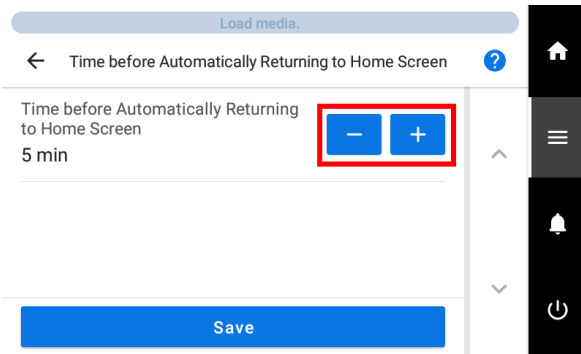 Load media.
Time before Automatically Returning to Home Screen
?
Time before Automatically Returning
to Home Screen
5 min
Save